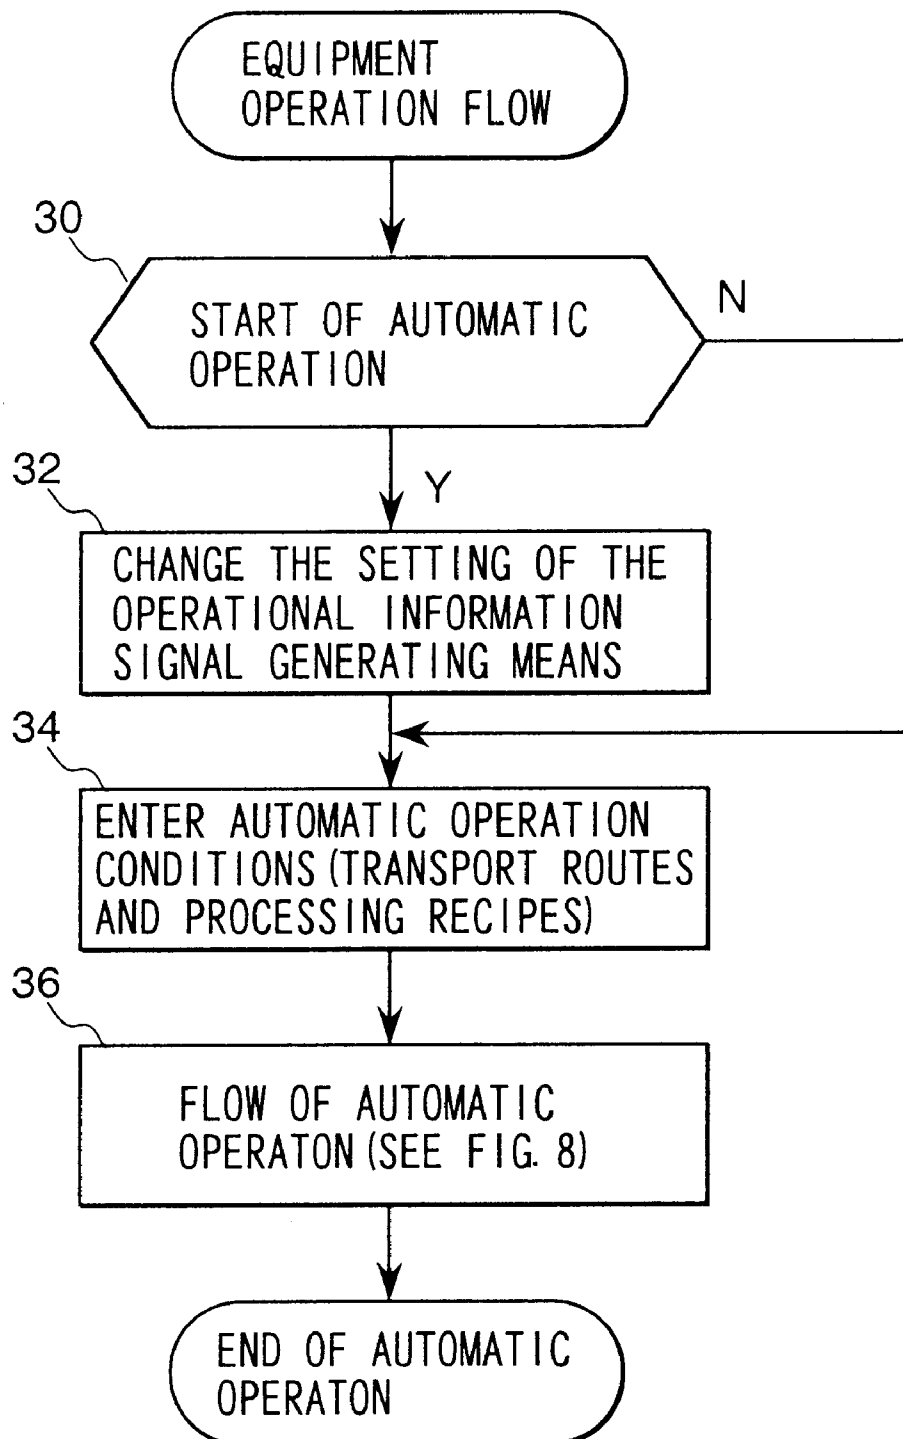 EQUIPMENT
OPERATION FLOW
30
START OF AUTOMATIC
OPERATION
N
Y
32
CHANGE THE SETTING OF THE
OPERATIONAL INFORMATION
SIGNAL GENERATING MEANS
34
ENTER AUTOMATIC OPERATION
CONDITIONS (TRANSPORT ROUTES
AND PROCESSING RECIPES)
36
FLOW OF AUTOMATIC
OPERATON (SEE FIG. 8)
END OF AUTOMATIC
OPERATON